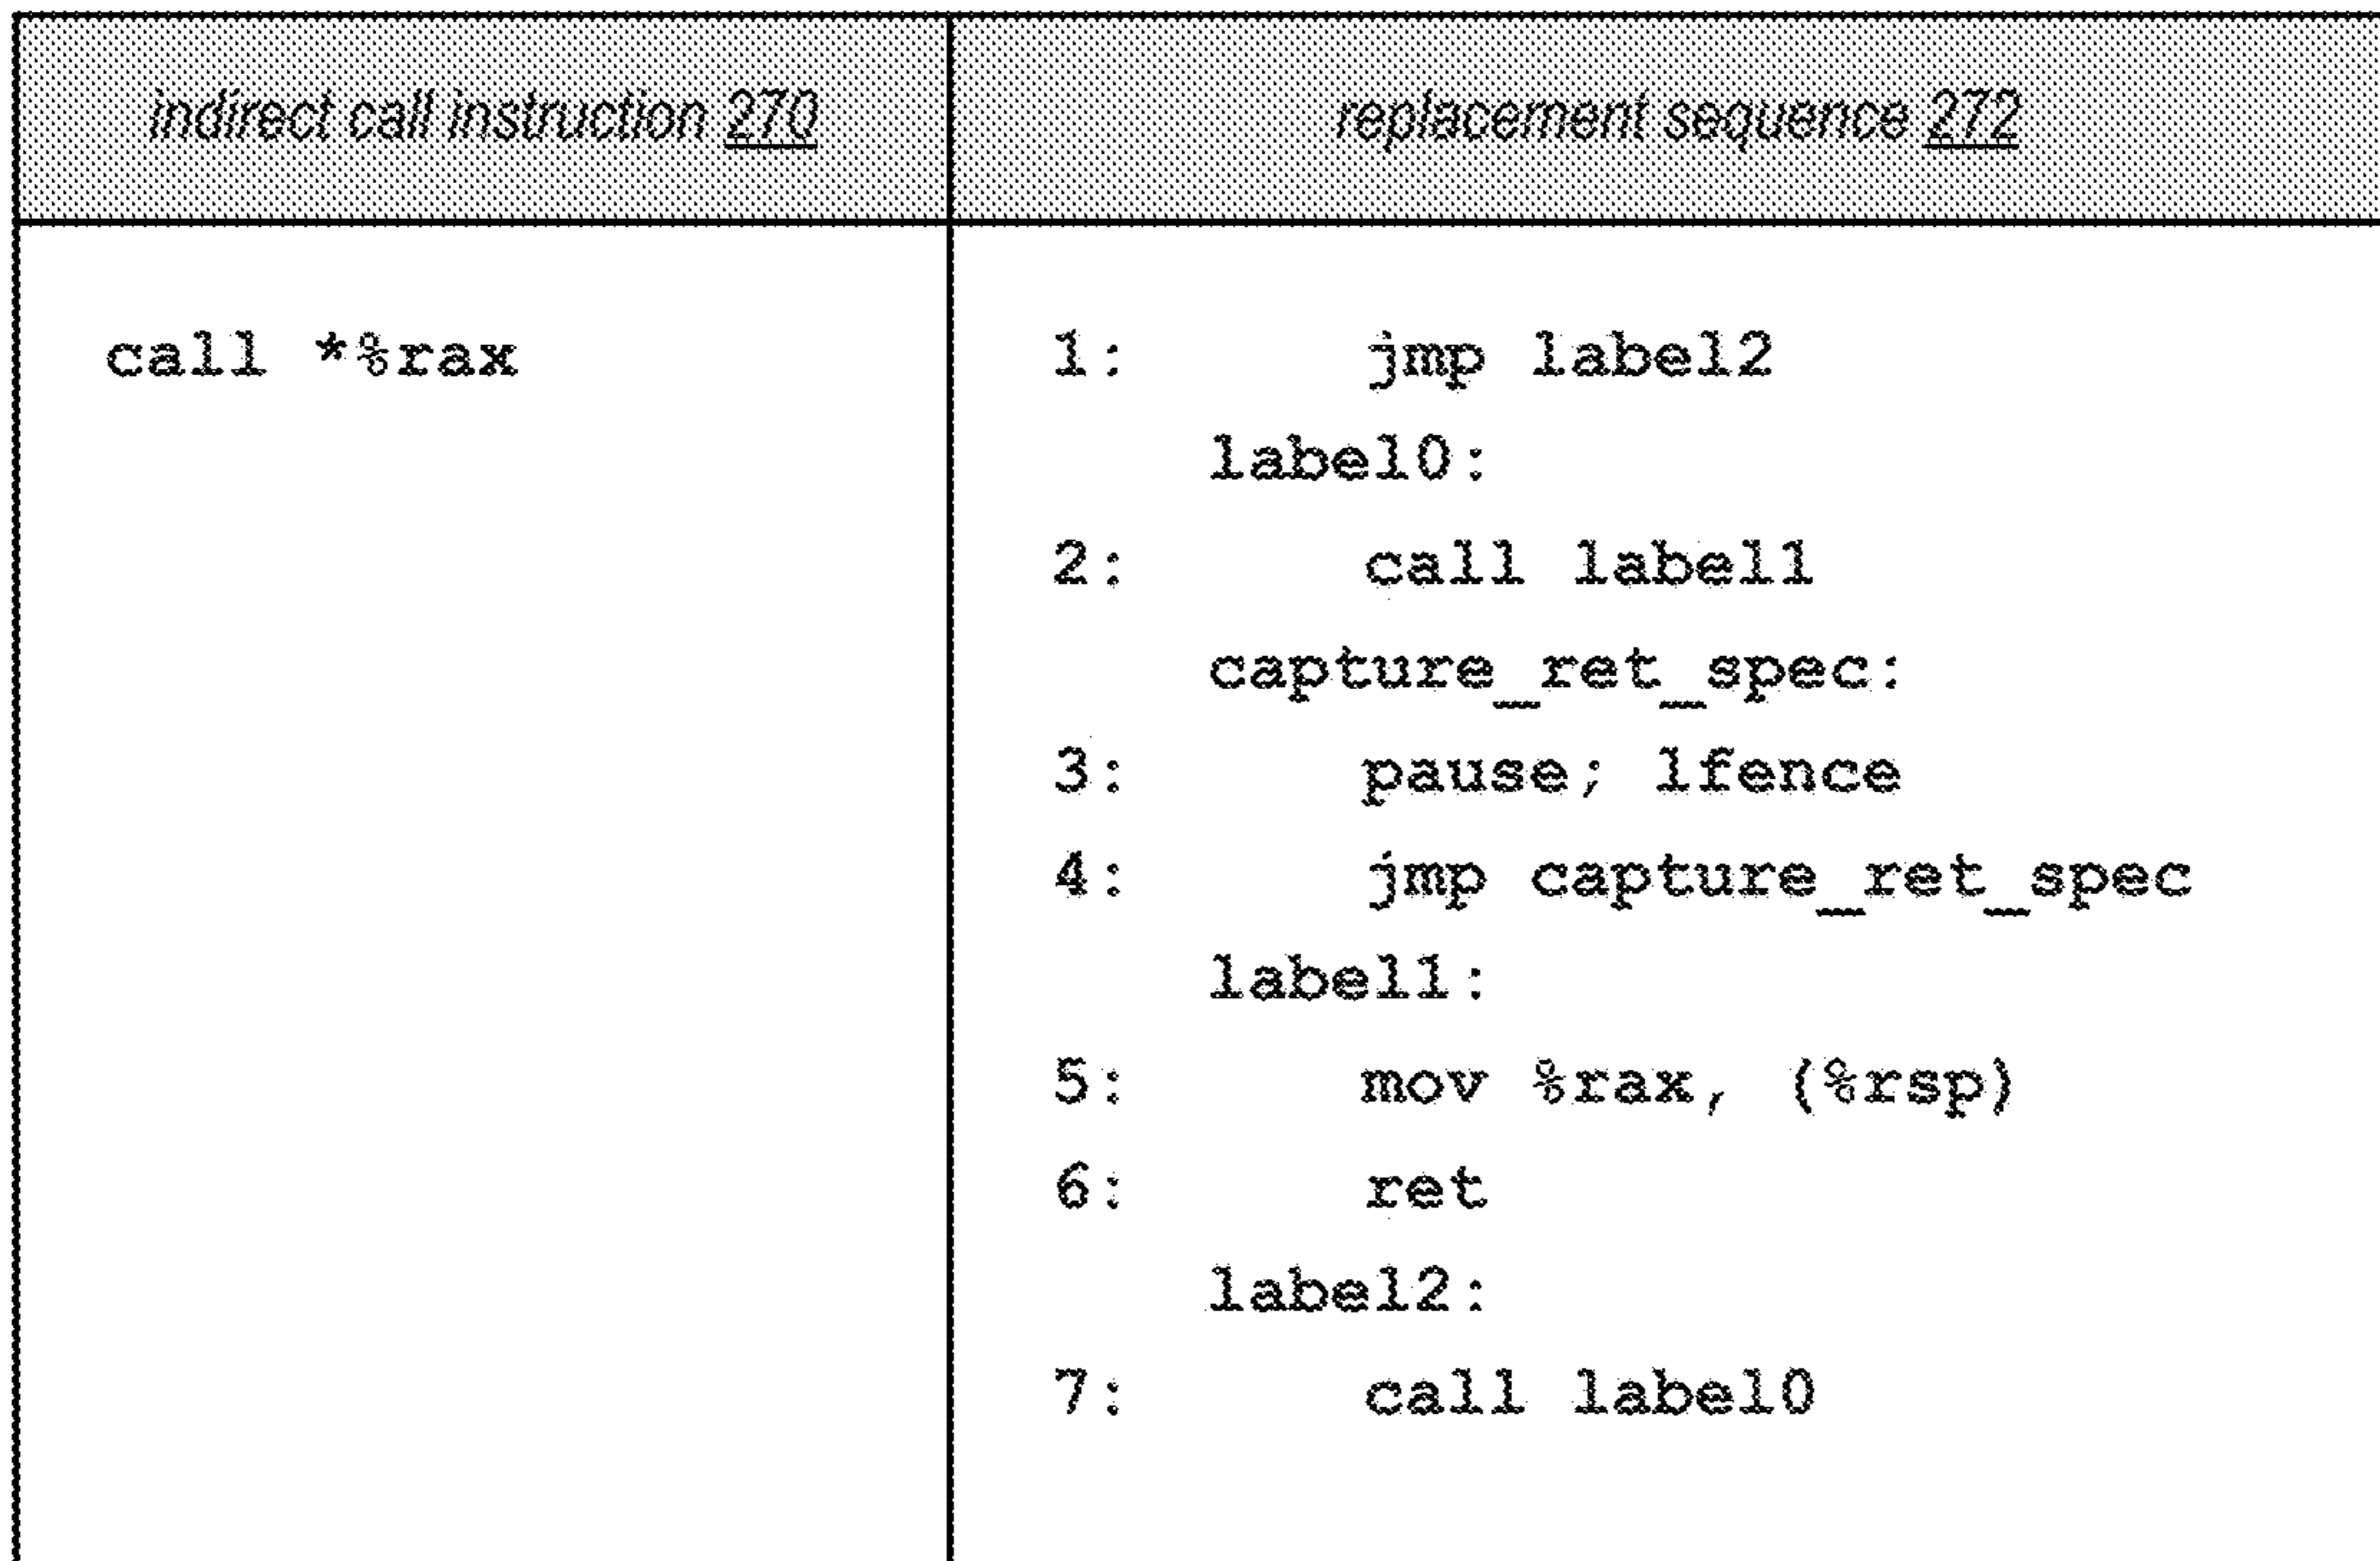 indirect call instruction 270
replacement sequence 272
call *%rax
1: jmp label2
label0:
2: call label1
capture_ret_spec:
3: pause; lfence
4: jmp capture_ret_spec
label1:
5: mov %rax, (%rsp)
6: ret
label2:
7: call label0